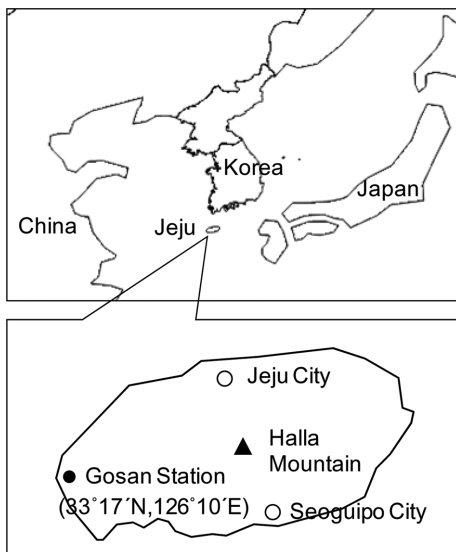 Korea
Japan
China
Jeju
Jeju City
Halla
Mountain
Gosan Station
(33˚17´N,126˚10´E)
Seoguipo City